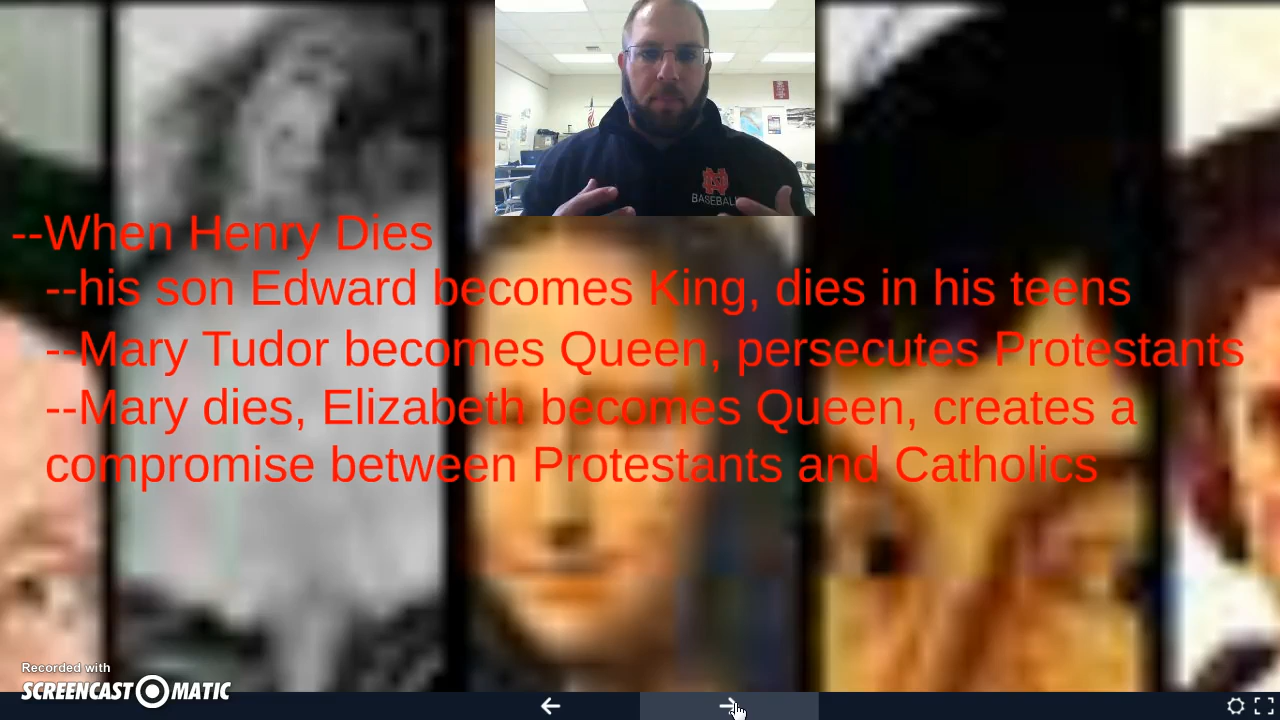 BASEBALL
--When Henry Dies
--his son Edward becomes King, dies in his teens
--Mary Tudor becomes Queen, persecutes Protestants
--Mary dies, Elizabeth becomes Queen, creates a
compromise between Protestants and Catholics
Recorded with
SCREENCAST MATIC